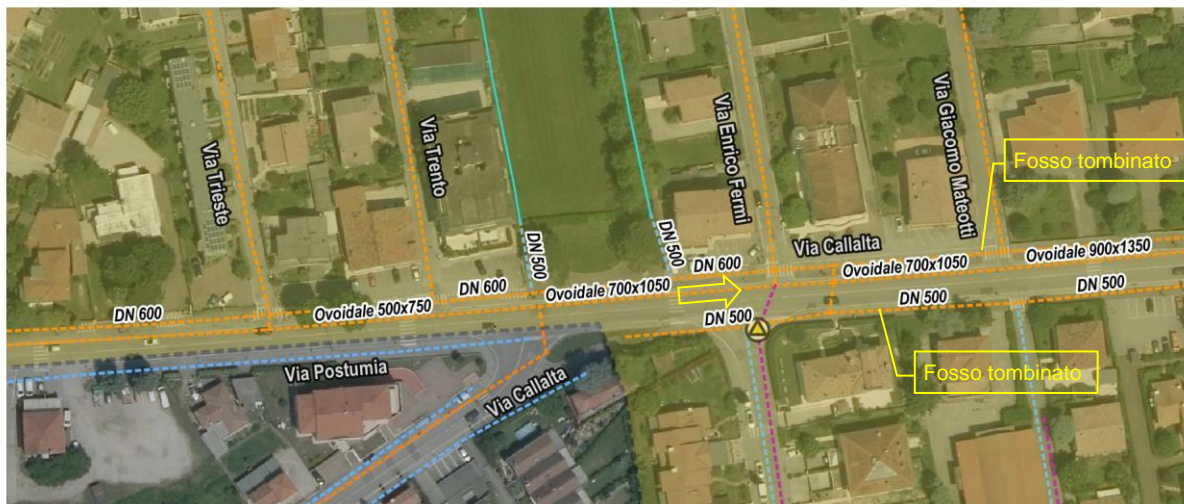 Via Trieste
Via Trento
Via Enrico Fermi
Via Giacomo Mateotti
Fosso tombinato
DN 500
DN 500
Via Callalta
DN 600
Ovoidale 900x1350
Ovoidale 700x1050
DN 600
Ovoidale 700x1050
DN 500
DN 600
Ovoidale 500x750
DN 500
Via Postumia
Fosso tombinato
Via Callalta